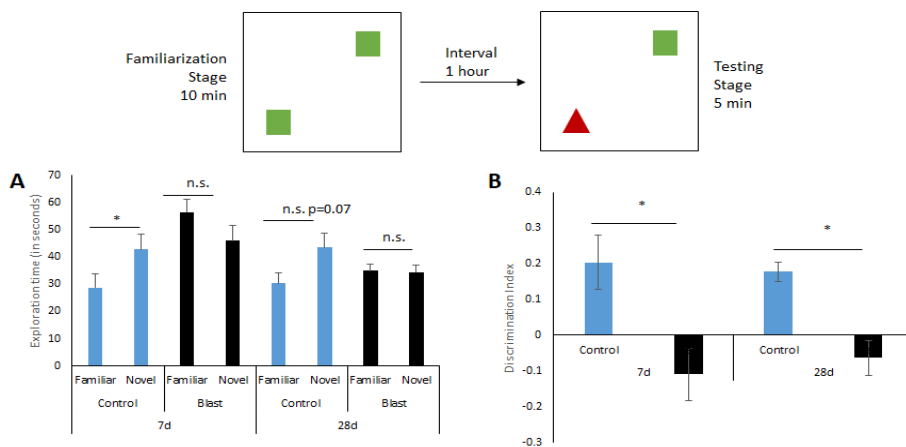 Familiarization
Stage
10 min
Interval
1 hour
Testing
Stage
5 min
A
Exploration time (in seconds)
70
60
50
40
30
20
10
0
*
n.s.
n.s. p=0.07
n.s.
Familiar Novel Familiar Novel Familiar Novel Familiar Novel
Control Blast Control Blast
7d 28d
B
Discrimination Index
0.4
0.3
0.2
0.1
0
-0.1
-0.2
-0.3
*
*
Control Control
7d 28d